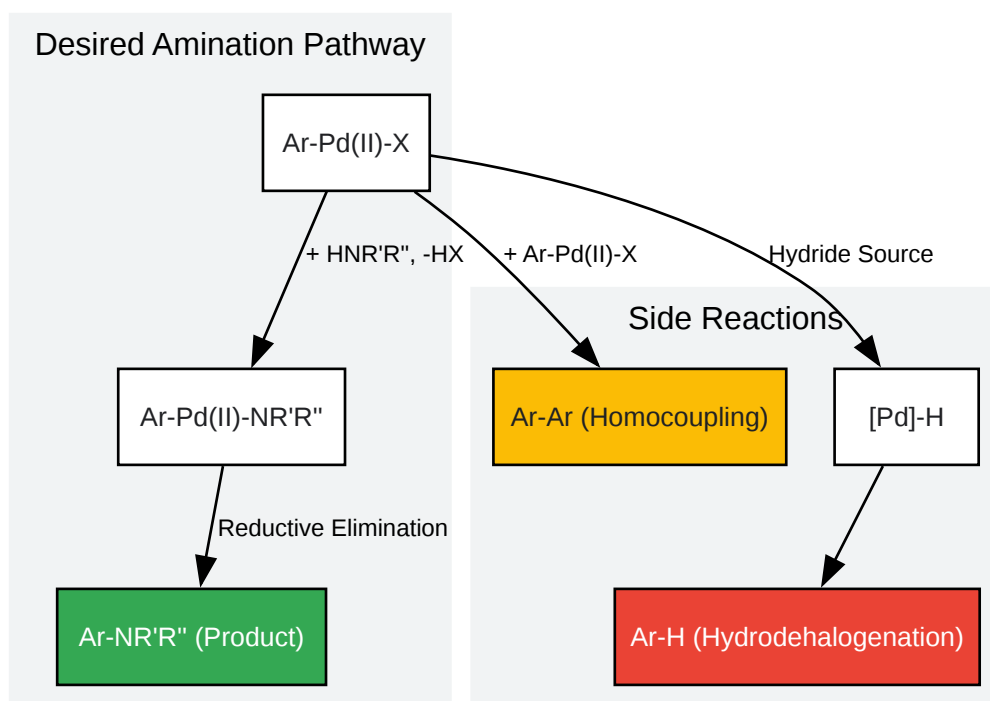 Desired Amination Pathway
Ar-Pd(II)-X
+ HNR'R", -HX
+ Ar-Pd(II)-X
Hydride Source
Side Reactions
Ar-Pd(II)-NR'R"
Ar-Ar (Homocoupling)
[Pd]-H
Reductive Elimination
Ar-NR'R" (Product)
Ar-H (Hydrodehalogenation)